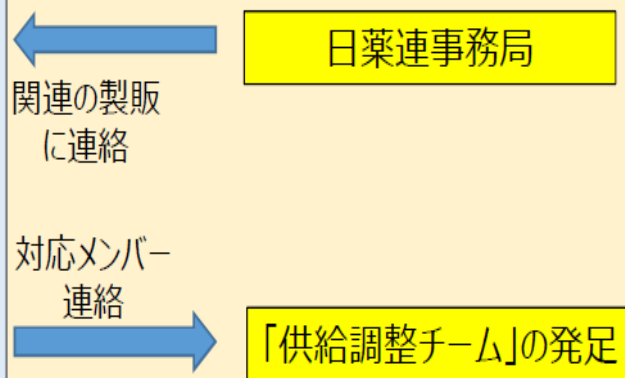 日薬連事務局
関連の製販
に連絡
対応メンバー
連絡
「供給調整チーム」の発足